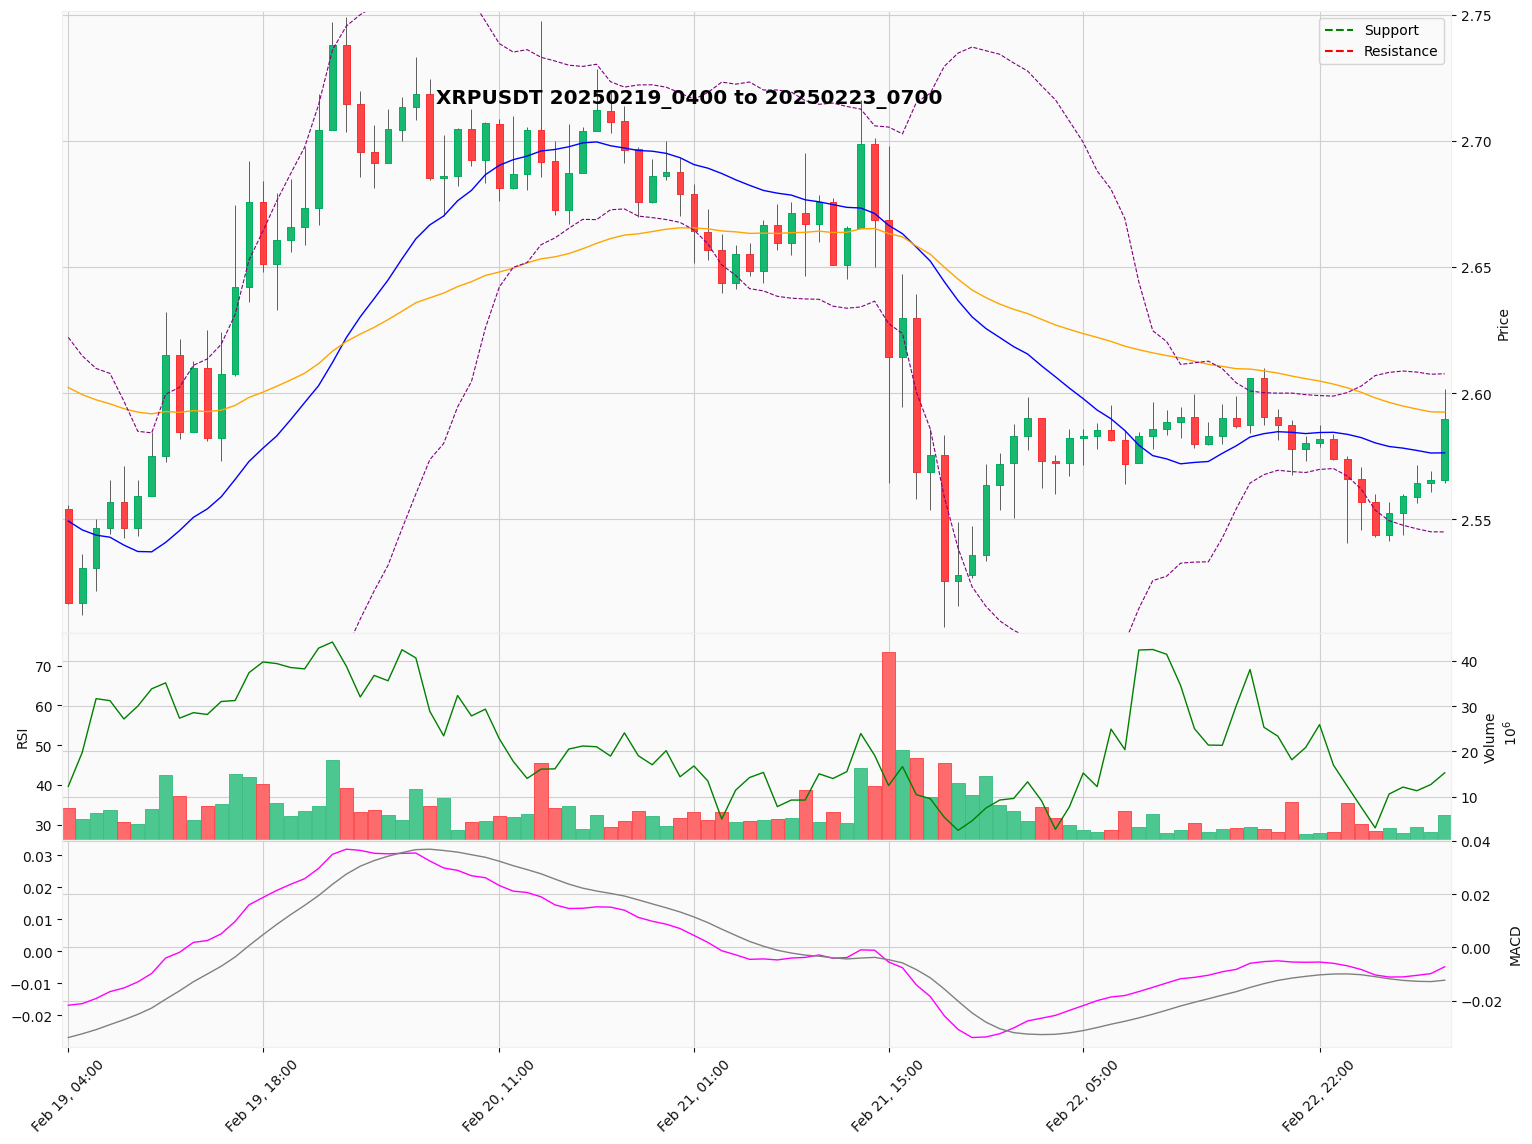 XRPUSDT 20250219_0400 to 20250223_0700
Support
Resistance
2.75
2.70
2.65
2.60
2.55
Price
70
60
50
40
30
RSI
40
30
20
10
Volume
10^6
0.03
0.02
0.01
0.00
−0.01
−0.02
0.04
0.02
0.00
−0.02
MACD
Feb 19, 04:00
Feb 19, 18:00
Feb 20, 11:00
Feb 21, 01:00
Feb 21, 15:00
Feb 22, 05:00
Feb 22, 22:00